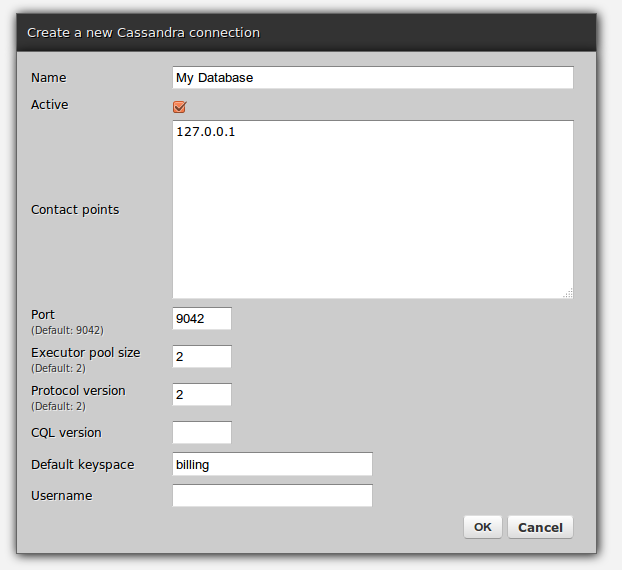 Create a new Cassandra connection
Name My Database
Active
127.0.0.1
Contact points
Port 9042
(Default: 9042)
Executor pool size 2
(Default: 2)
Protocol version 2
(Default: 2)
CQL version
Default keyspace billing
Username
OK Cancel